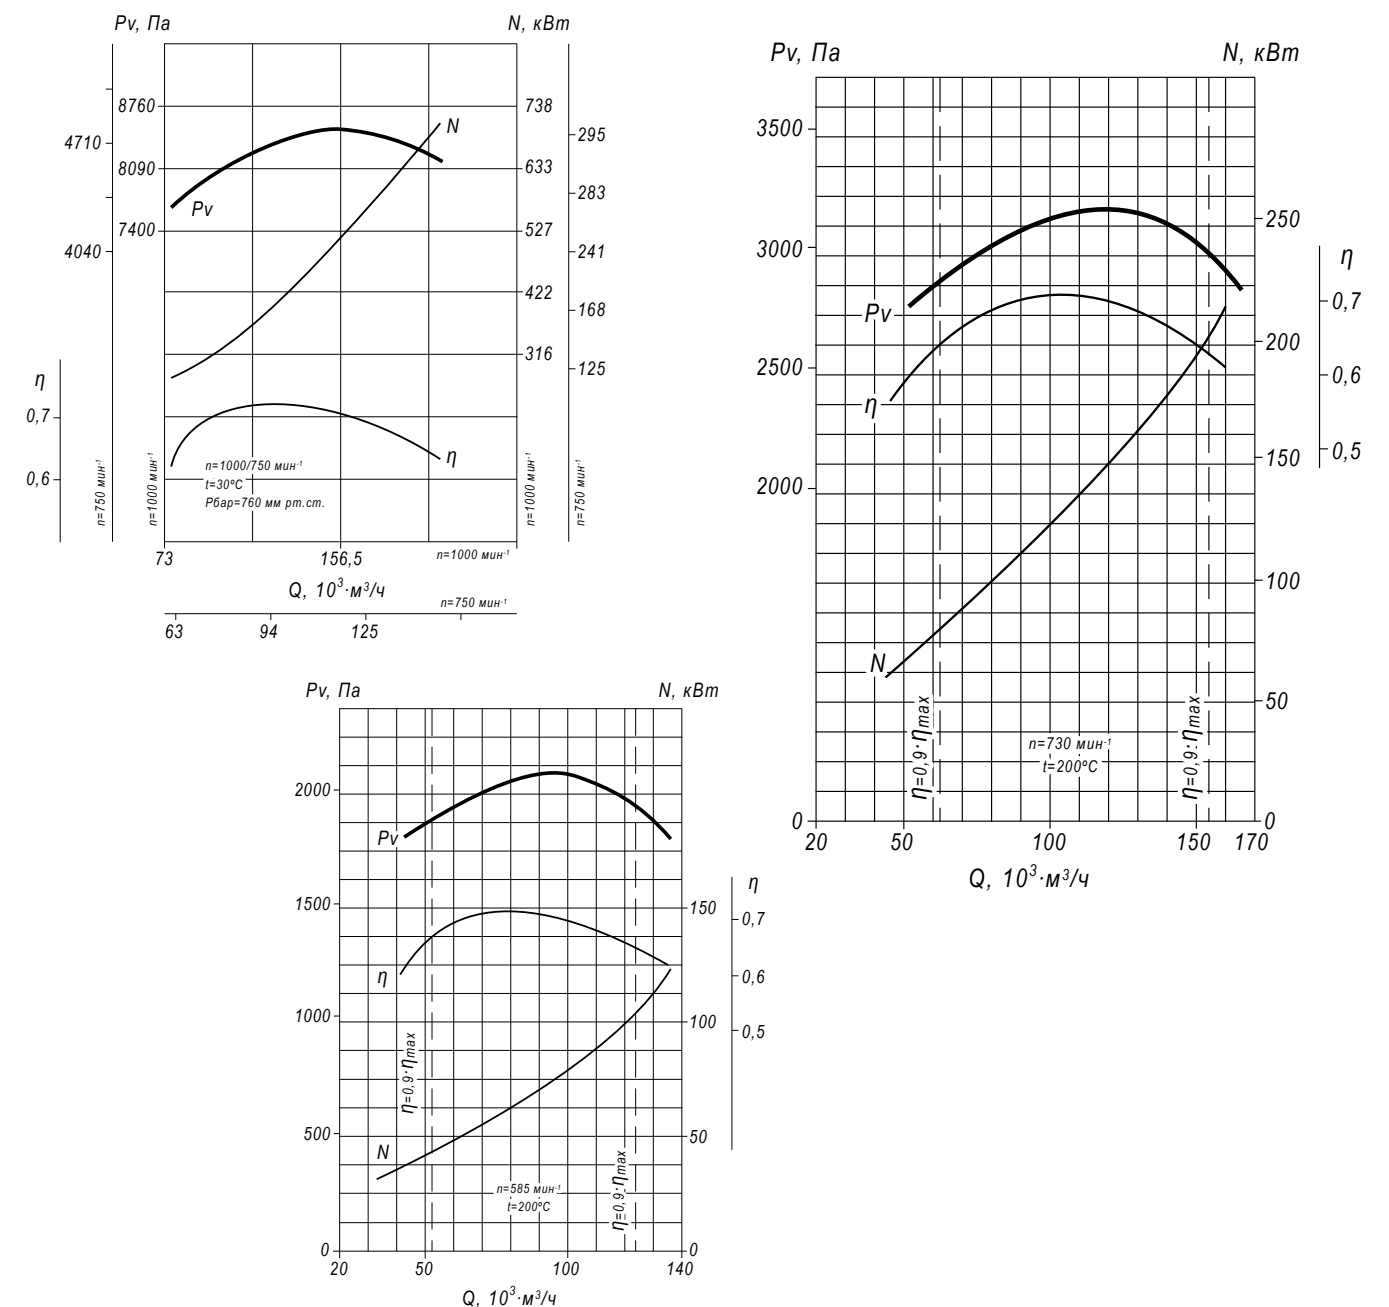 Pv, Па
N, кВт
8760
738
4710
295
8090
633
283
Pv
N
7400
527
4040
241
422
168
316
125
η
0,7
0,6
η
n=1000/750 мин-1
t=30ºC
Рбар=760 мм рт.ст.
n=750 мин-1
n=1000 мин-1
n=1000 мин-1
n=750 мин-1
73
156,5
n=1000 мин-1
Q, 10³·м³/ч
n=750 мин-1
63
94
125
Pv, Па
N, кВт
3500
250
3000
η
0,7
Pv
200
2500
0,6
η
0,5
150
2000
100
N
50
η=0,9·ηmax
η=0,9·ηmax
n=730 мин-1
t=200ºC
0
0
20
50
100
150
170
Q, 10³·м³/ч
Pv, Па
N, кВт
2000
Pv
η
1500
150
0,7
η
0,6
1000
100
0,5
η=0,9·ηmax
500
50
N
η=0,9·ηmax
n=585 мин-1
t=200ºC
0
0
20
50
100
140
Q, 10³·м³/ч